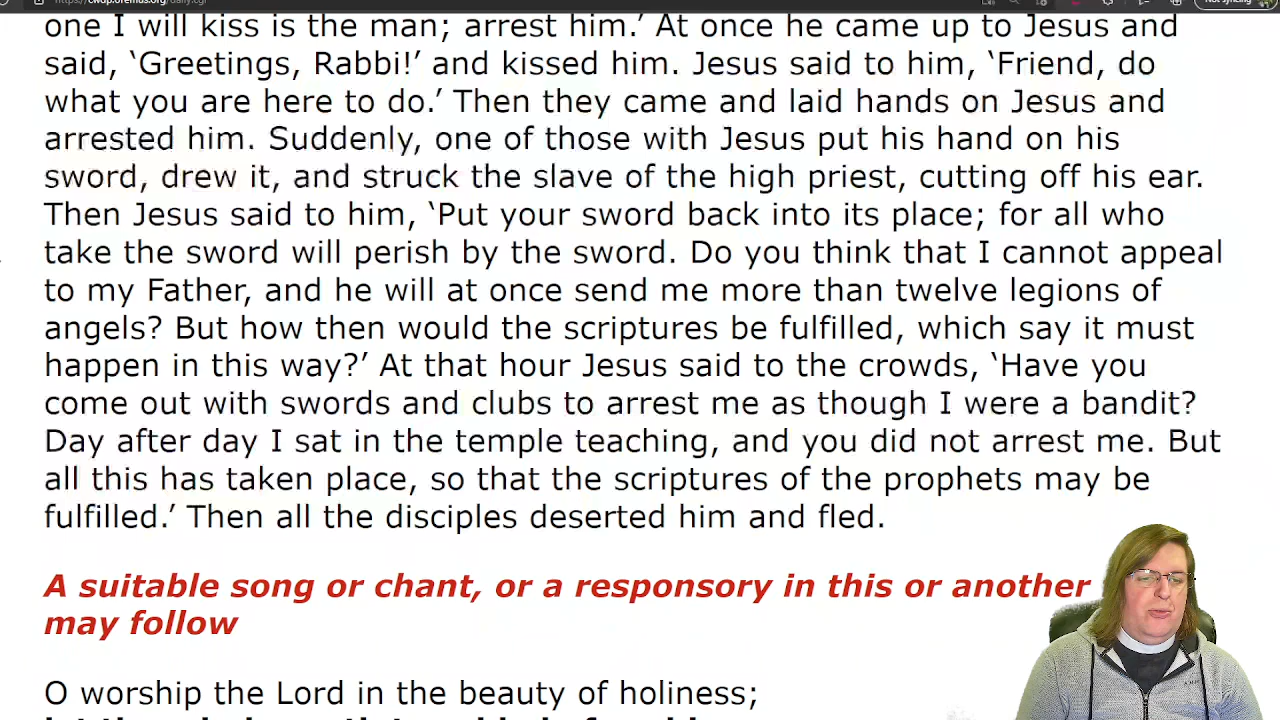 https://cwdp.oremus.org/daily.cgi
Not syncing
one I will kiss is the man; arrest him.’ At once he came up to Jesus and
said, ‘Greetings, Rabbi!’ and kissed him. Jesus said to him, ‘Friend, do
what you are here to do.’ Then they came and laid hands on Jesus and
arrested him. Suddenly, one of those with Jesus put his hand on his
sword, drew it, and struck the slave of the high priest, cutting off his ear.
Then Jesus said to him, ‘Put your sword back into its place; for all who
take the sword will perish by the sword. Do you think that I cannot appeal
to my Father, and he will at once send me more than twelve legions of
angels? But how then would the scriptures be fulfilled, which say it must
happen in this way?’ At that hour Jesus said to the crowds, ‘Have you
come out with swords and clubs to arrest me as though I were a bandit?
Day after day I sat in the temple teaching, and you did not arrest me. But
all this has taken place, so that the scriptures of the prophets may be
fulfilled.’ Then all the disciples deserted him and fled.
A suitable song or chant, or a responsory in this or another
may follow
O worship the Lord in the beauty of holiness;